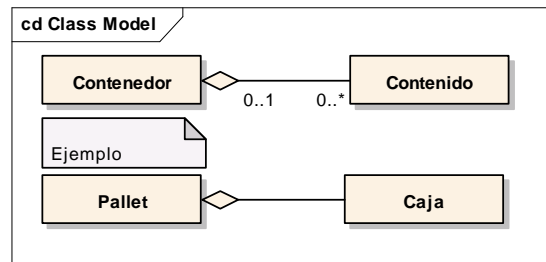 cd Class Model
Contenedor
Contenido
0..1
0..*
Ejemplo
Pallet
Caja